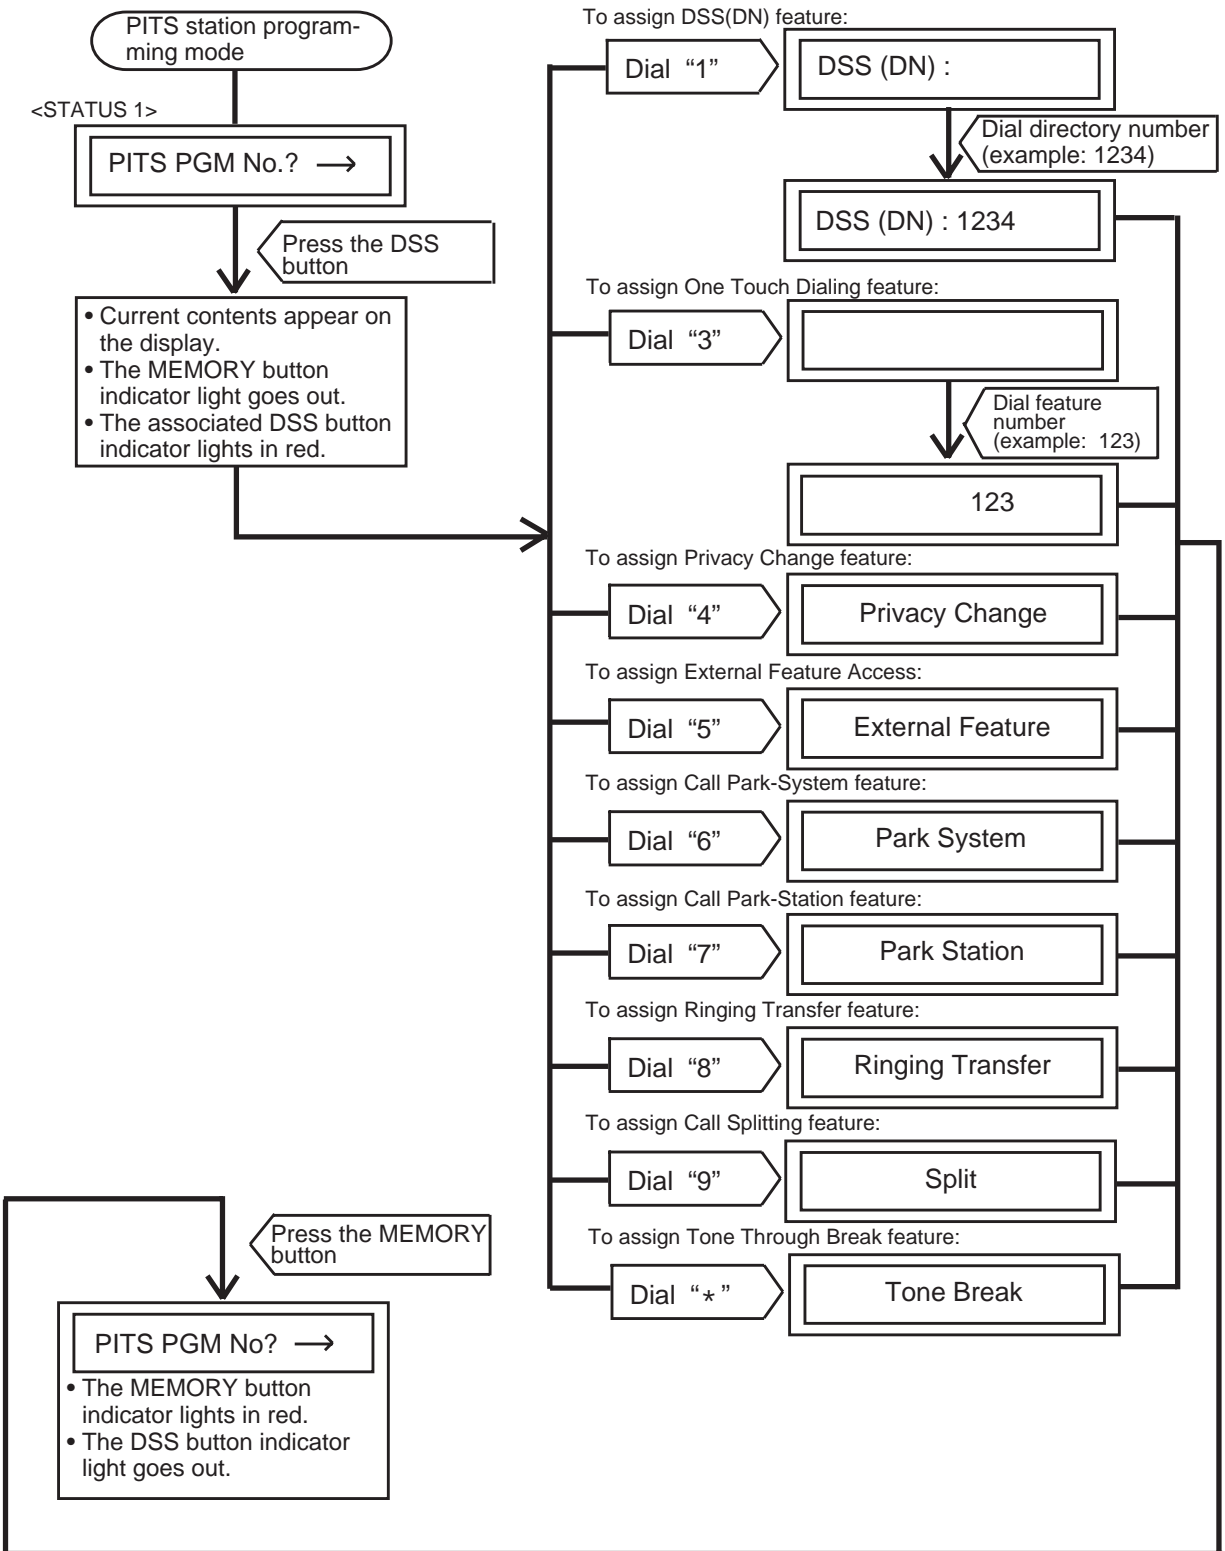 PITS station program-
ming mode
<STATUS 1>
PITS PGM No.? →
Press the DSS
button
• Current contents appear on
the display.
• The MEMORY button
indicator light goes out.
• The associated DSS button
indicator lights in red.
To assign DSS(DN) feature:
Dial “1”
DSS (DN) :
Dial directory number
(example: 1234)
DSS (DN) : 1234
To assign One Touch Dialing feature:
Dial “3”
Dial feature
number
(example: 123)
123
To assign Privacy Change feature:
Dial “4”
Privacy Change
To assign External Feature Access:
Dial “5”
External Feature
To assign Call Park-System feature:
Dial “6”
Park System
To assign Call Park-Station feature:
Dial “7”
Park Station
To assign Ringing Transfer feature:
Dial “8”
Ringing Transfer
To assign Call Splitting feature:
Dial “9”
Split
To assign Tone Through Break feature:
Dial “*”
Tone Break
Press the MEMORY
button
PITS PGM No? →
• The MEMORY button
indicator lights in red.
• The DSS button indicator
light goes out.